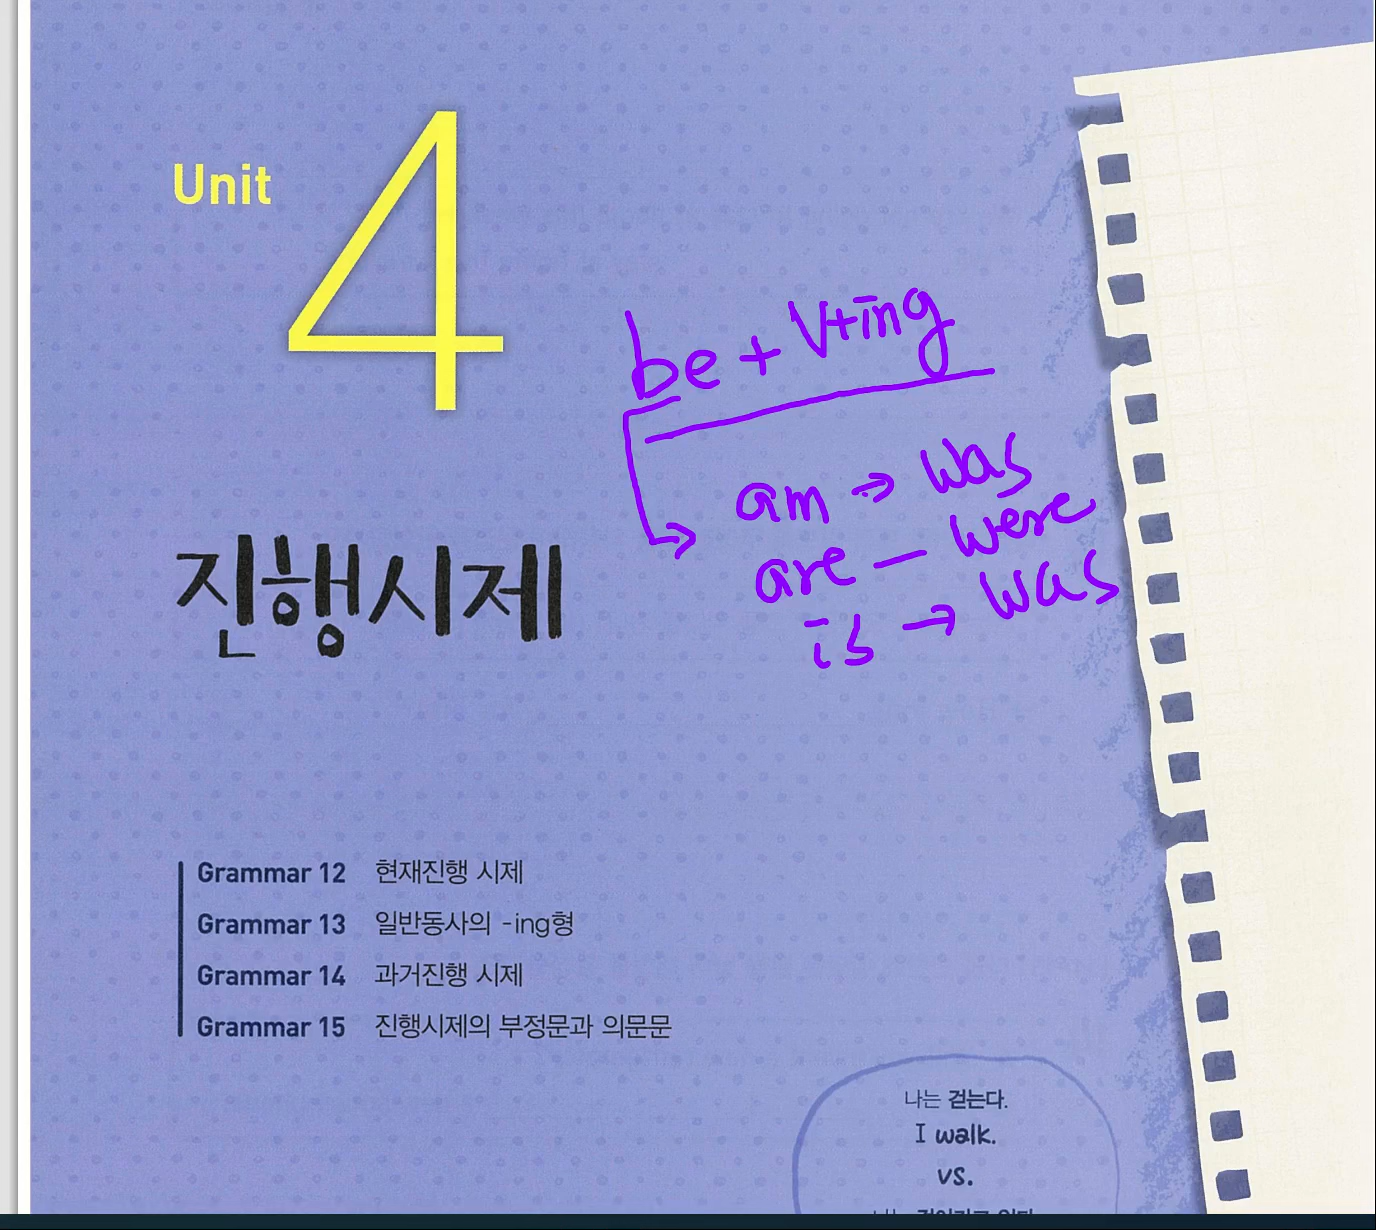 Unit 4
be + V+ing
am → was
are — were
is → was
진행시제
Grammar 12 현재진행 시제
Grammar 13 일반동사의 -ing형
Grammar 14 과거진행 시제
Grammar 15 진행시제의 부정문과 의문문
나는 걷는다.
I walk.
vs.